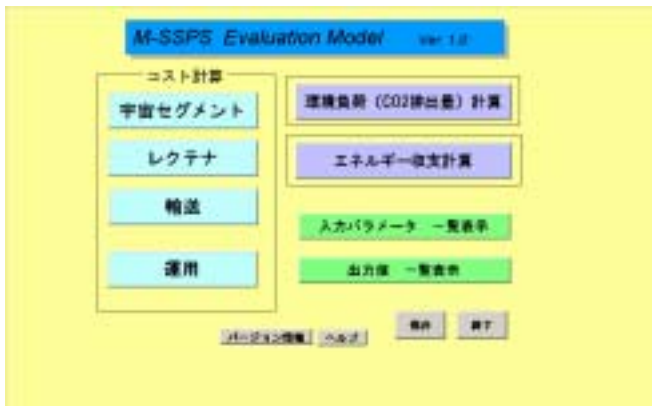 M-SSPS Evaluation Model Ver 1.0
コスト計算
宇宙セグメント
レクテナ
輸送
運用
環境負荷（CO2排出量）計算
エネルギー収支計算
入力パラメータ 一覧表示
出力値 一覧表示
バージョン情報
ヘルプ
保存
終了